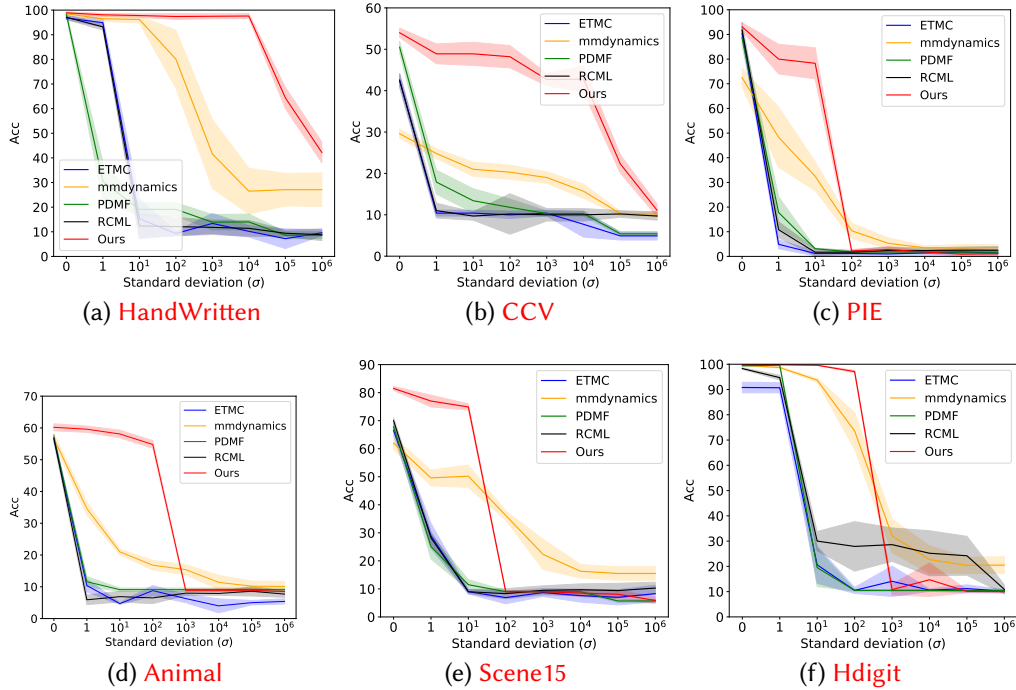 100
90
80
70
60
50
40
30
20
10
0
Acc
ETMC
mmdynamics
PDMF
RCML
Ours
0 1 10¹ 10² 10³ 10⁴ 10⁵ 10⁶
Standard deviation (σ)
(a) HandWritten
60
50
40
30
20
10
0
Acc
ETMC
mmdynamics
PDMF
RCML
Ours
0 1 10¹ 10² 10³ 10⁴ 10⁵ 10⁶
Standard deviation (σ)
(b) CCV
100
90
80
70
60
50
40
30
20
10
0
Acc
ETMC
mmdynamics
PDMF
RCML
Ours
0 1 10¹ 10² 10³ 10⁴ 10⁵ 10⁶
Standard deviation (σ)
(c) PIE
70
60
50
40
30
20
10
0
Acc
ETMC
mmdynamics
PDMF
RCML
Ours
0 1 10¹ 10² 10³ 10⁴ 10⁵ 10⁶
Standard deviation (σ)
(d) Animal
90
80
70
60
50
40
30
20
10
0
Acc
ETMC
mmdynamics
PDMF
RCML
Ours
0 1 10¹ 10² 10³ 10⁴ 10⁵ 10⁶
Standard deviation (σ)
(e) Scene15
100
90
80
70
60
50
40
30
20
10
0
Acc
ETMC
mmdynamics
PDMF
RCML
Ours
0 1 10¹ 10² 10³ 10⁴ 10⁵ 10⁶
Standard deviation (σ)
(f) Hdigit